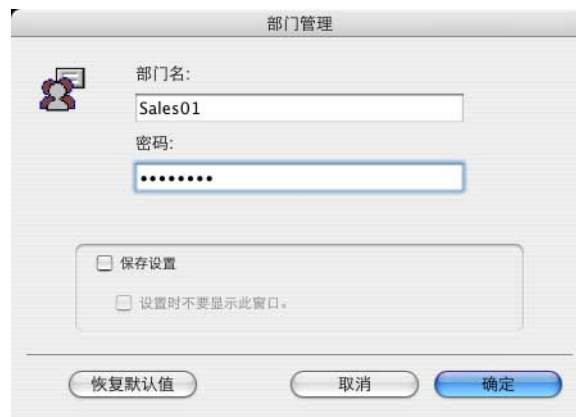 部门管理
部门名:
Sales01
密码:
••••••••
保存设置
设置时不要显示此窗口。
恢复默认值
取消
确定